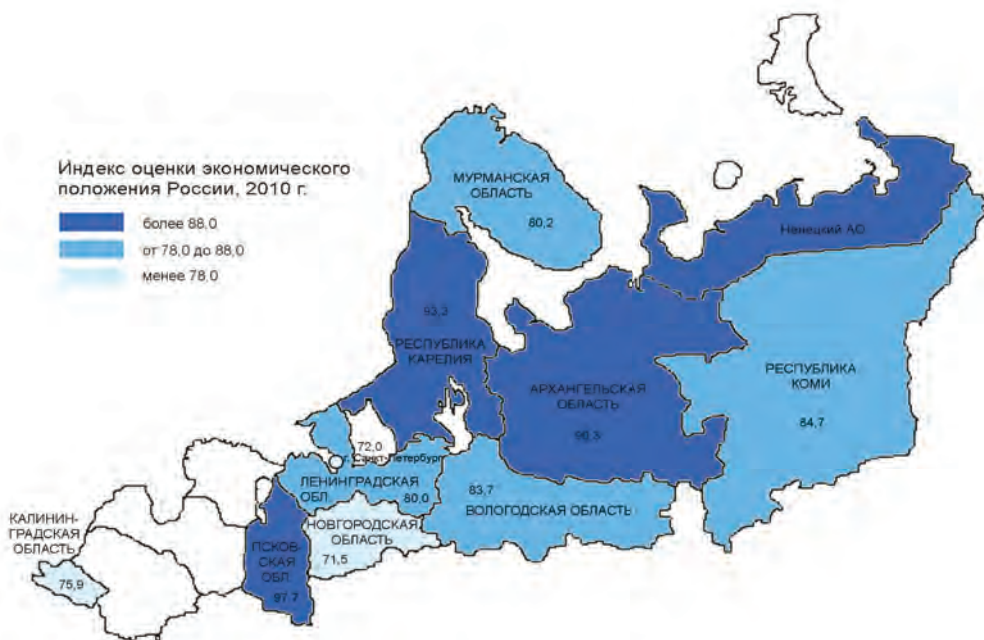 Индекс оценки экономического
положения России, 2010 г.
более 88,0
от 78,0 до 88,0
менее 78,0
МУРМАНСКАЯ
ОБЛАСТЬ
80,2
Ненецкий АО
93,3
РЕСПУБЛИКА
КАРЕЛИЯ
АРХАНГЕЛЬСКАЯ
ОБЛАСТЬ
РЕСПУБЛИКА
КОМИ
84,7
72,0
г. Санкт-Петербург
ЛЕНИНГРАДСКАЯ
ОБЛ.
80,0
83,7
ВОЛОГОДСКАЯ ОБЛАСТЬ
НОВГОРОДСКАЯ
ОБЛАСТЬ
71,5
КАЛИНИН-
ГРАДСКАЯ
ОБЛАСТЬ
75,9
ПСКОВ-
СКАЯ
ОБЛ.
97,7